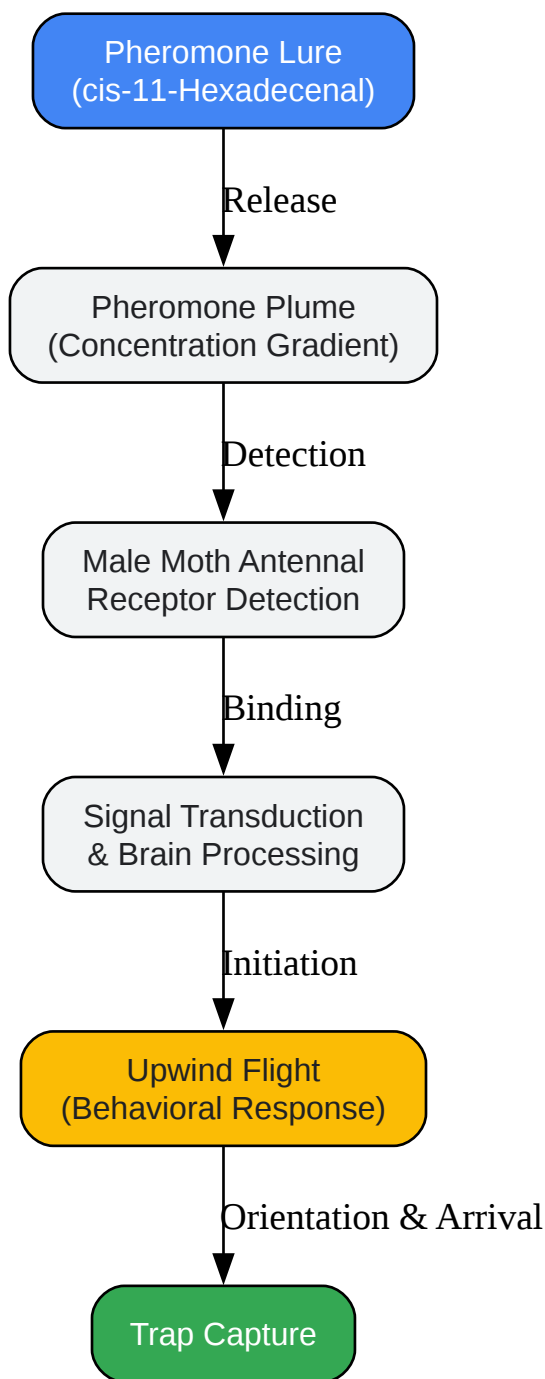 Pheromone Lure
(cis-11-Hexadecenal)
Release
Pheromone Plume
(Concentration Gradient)
Detection
Male Moth Antennal
Receptor Detection
Binding
Signal Transduction
& Brain Processing
Initiation
Upwind Flight
(Behavioral Response)
Orientation & Arrival
Trap Capture